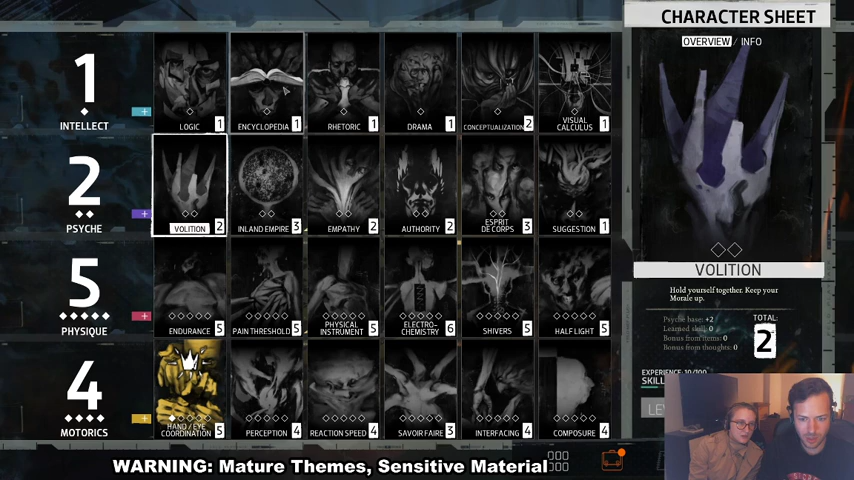 CHARACTER SHEET
OVERVIEW / INFO
1
INTELLECT
LOGIC 1
ENCYCLOPEDIA 1
RHETORIC 1
DRAMA 1
CONCEPTUALIZATION 2
VISUAL
CALCULUS 1
2
PSYCHE
VOLITION 2
INLAND EMPIRE 3
EMPATHY 2
AUTHORITY 2
ESPRIT
DE CORPS 3
SUGGESTION 1
5
PHYSIQUE
ENDURANCE 5
PAIN THRESHOLD 5
PHYSICAL
INSTRUMENT 5
ELECTRO-
CHEMISTRY 6
SHIVERS 5
HALF LIGHT 5
4
MOTORICS
HAND / EYE
COORDINATION 5
PERCEPTION 4
REACTION SPEED 4
SAVOIR FAIRE 3
INTERFACING 4
COMPOSURE 4
VOLITION
Hold yourself together. Keep your
Morale up.
Psyche base: +2
Learned skill: 0
Bonus from items: 0
Bonus from thoughts: 0
TOTAL:
2
EXPERIENCE: 10/100
SKILL
WARNING: Mature Themes, Sensitive Material